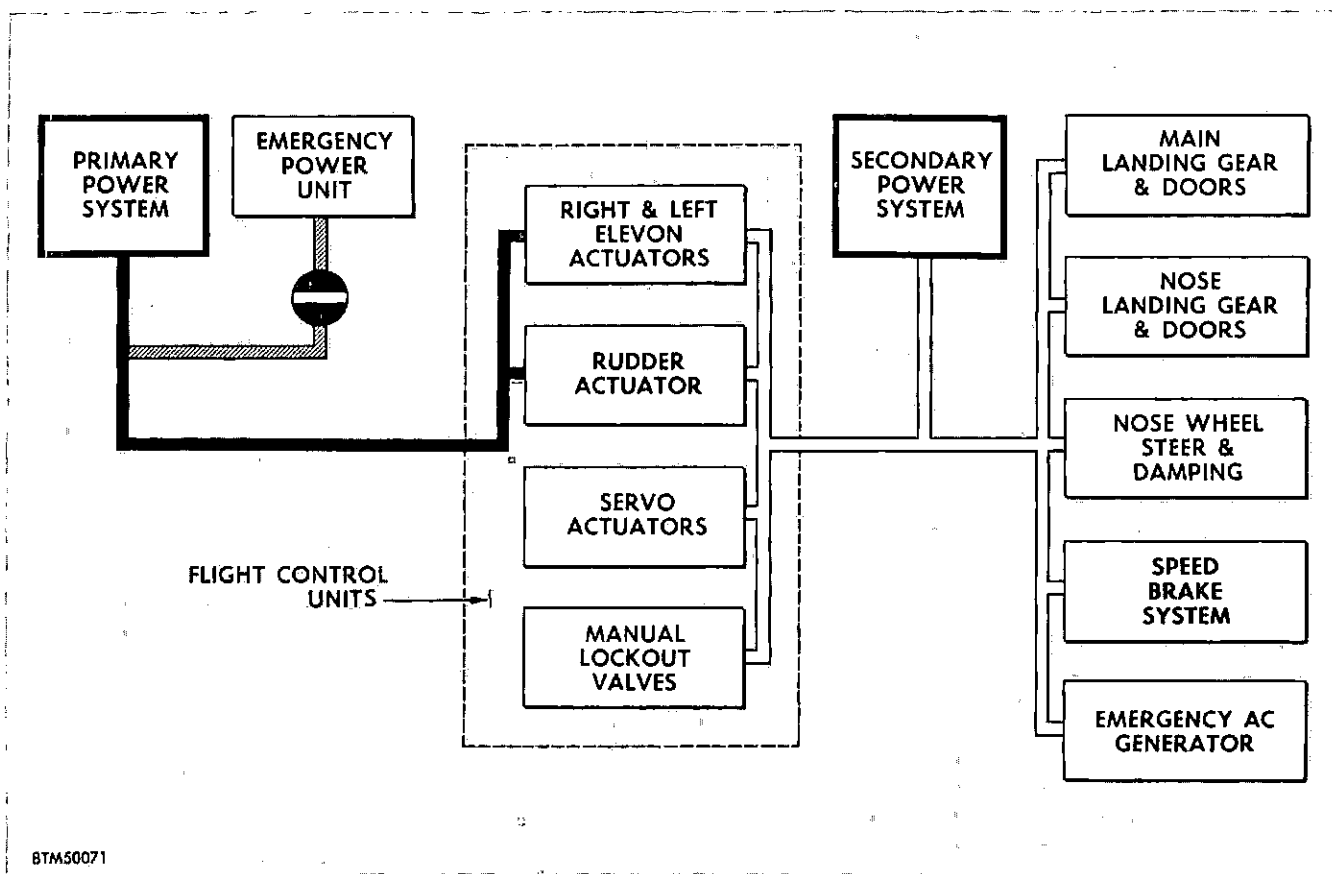 PRIMARY
POWER
SYSTEM
EMERGENCY
POWER
UNIT
RIGHT & LEFT
ELEVON
ACTUATORS
RUDDER
ACTUATOR
SERVO
ACTUATORS
MANUAL
LOCKOUT
VALVES
FLIGHT CONTROL
UNITS
SECONDARY
POWER
SYSTEM
MAIN
LANDING GEAR
& DOORS
NOSE
LANDING GEAR
& DOORS
NOSE WHEEL
STEER &
DAMPING
SPEED
BRAKE
SYSTEM
EMERGENCY AC
GENERATOR
BTM50071